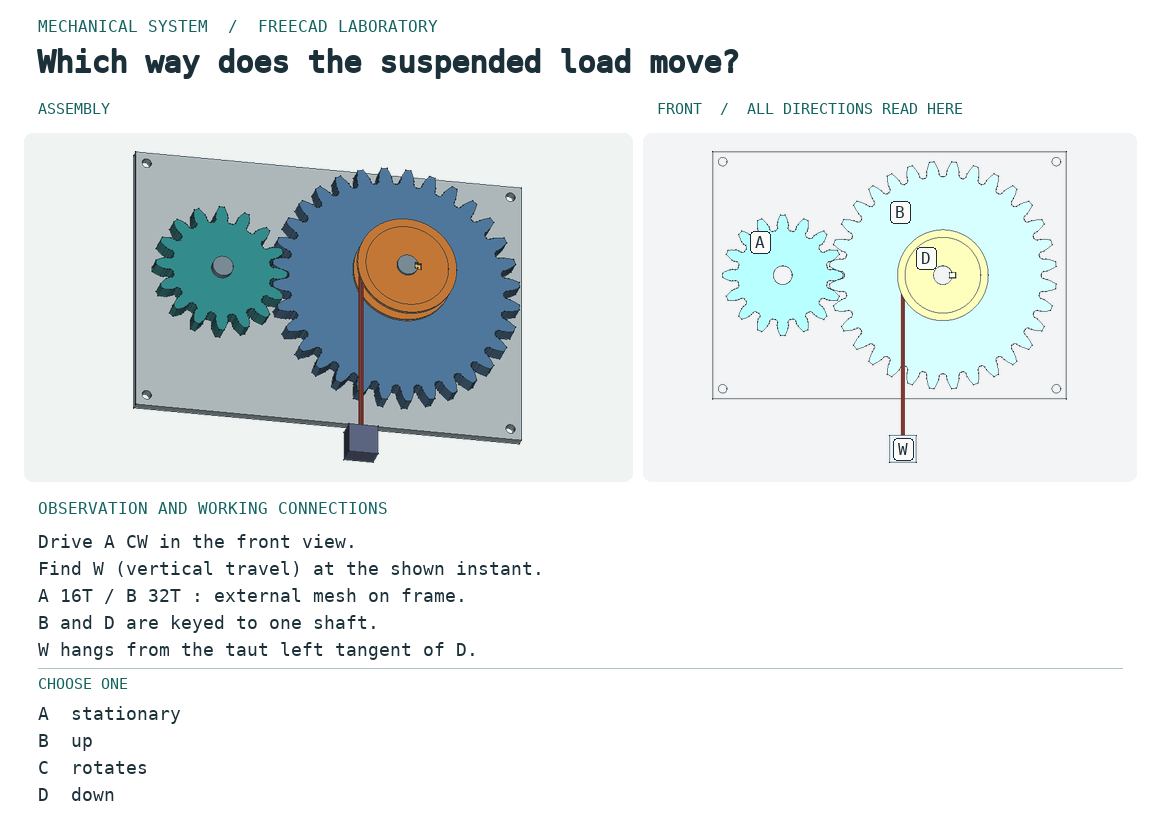 MECHANICAL SYSTEM / FREECAD LABORATORY
Which way does the suspended load move?
ASSEMBLY
FRONT / ALL DIRECTIONS READ HERE
B
A
D
W
OBSERVATION AND WORKING CONNECTIONS
Drive A CW in the front view.
Find W (vertical travel) at the shown instant.
A 16T / B 32T : external mesh on frame.
B and D are keyed to one shaft.
W hangs from the taut left tangent of D.
CHOOSE ONE
A stationary
B up
C rotates
D down